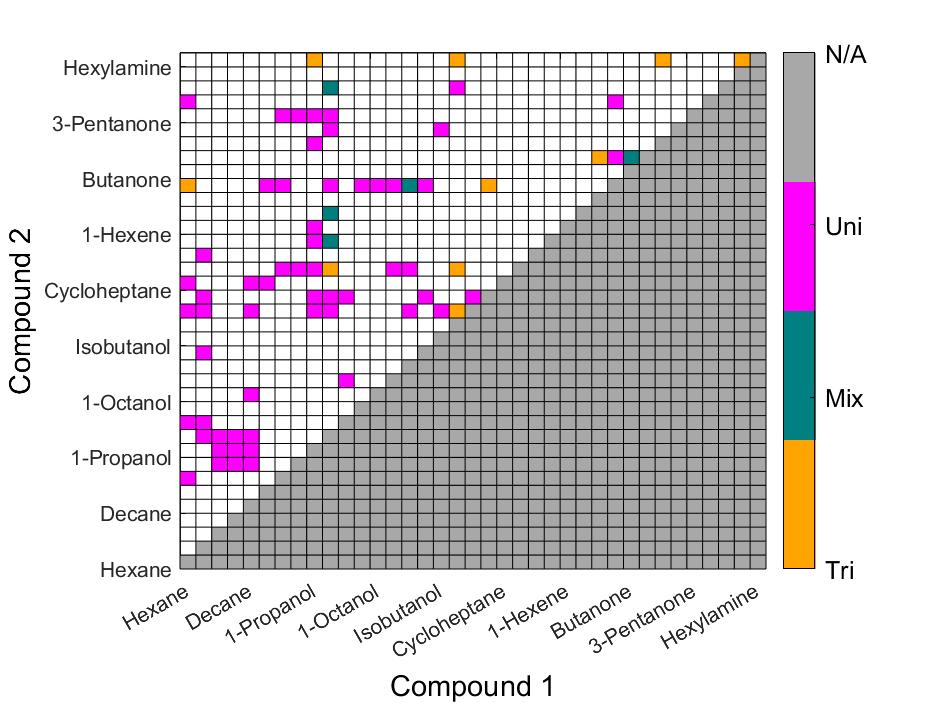 Hexylamine
3-Pentanone
Butanone
1-Hexene
Cycloheptane
Isobutanol
1-Octanol
1-Propanol
Decane
Hexane
Compound 2
Hexane
Decane
1-Propanol
1-Octanol
Isobutanol
Cycloheptane
1-Hexene
Butanone
3-Pentanone
Hexylamine
Compound 1
N/A
Uni
Mix
Tri